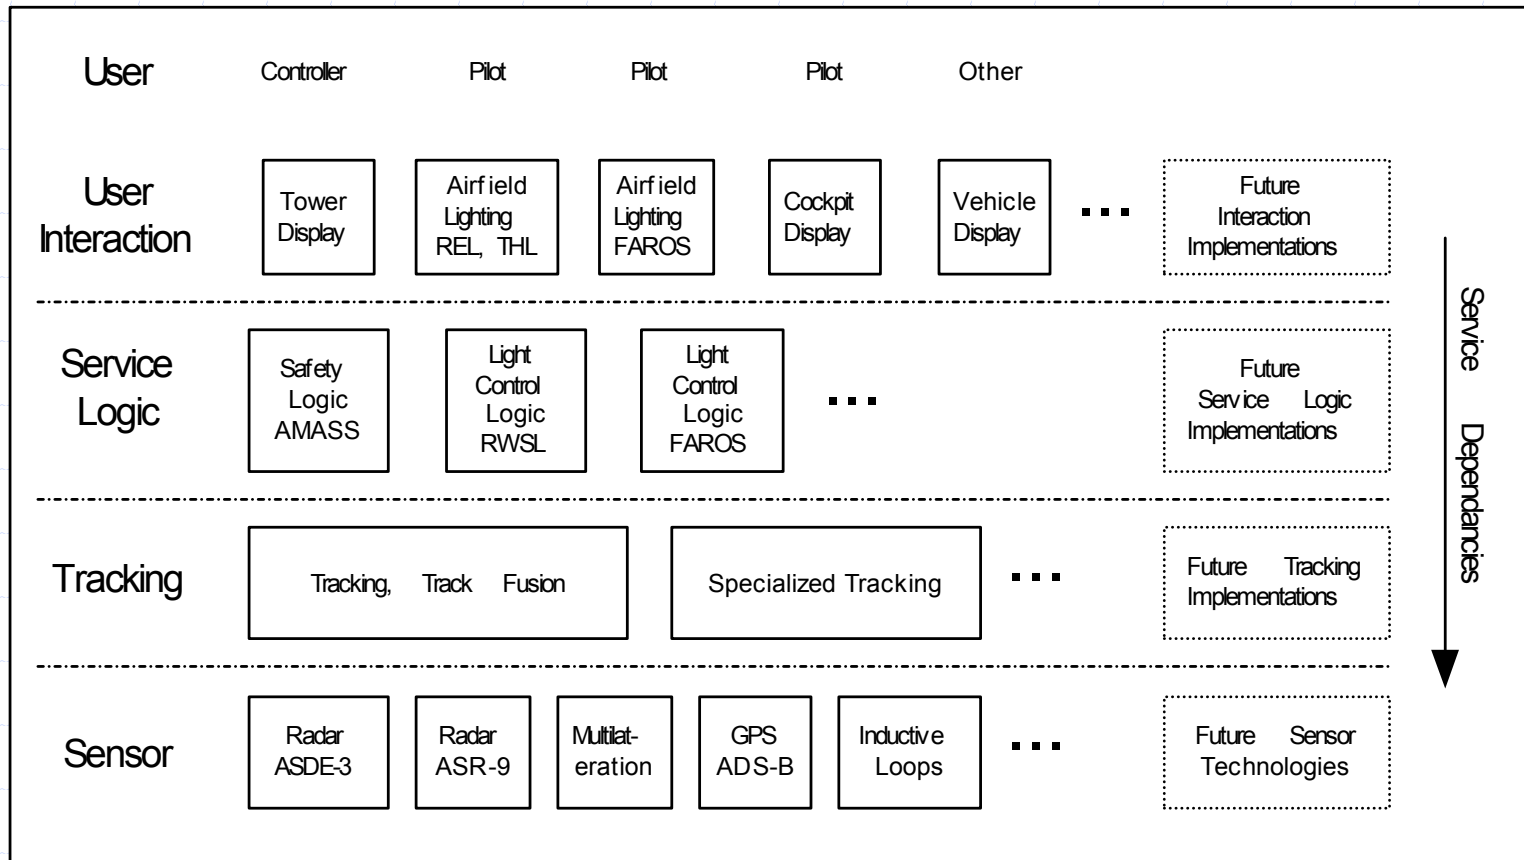 User
Controller
Pilot
Pilot
Pilot
Other
User
Interaction
Tower
Display
Airfield
Lighting
REL, THL
Airfield
Lighting
FAROS
Cockpit
Display
Vehicle
Display
...
Future
Interaction
Implementations
Service
Logic
Safety
Logic
AMASS
Light
Control
Logic
RWSL
Light
Control
Logic
FAROS
...
Future
Service Logic
Implementations
Tracking
Tracking, Track Fusion
Specialized Tracking
...
Future Tracking
Implementations
Sensor
Radar
ASDE-3
Radar
ASR-9
Multilat-
eration
GPS
ADS-B
Inductive
Loops
...
Future Sensor
Technologies
Service Dependancies